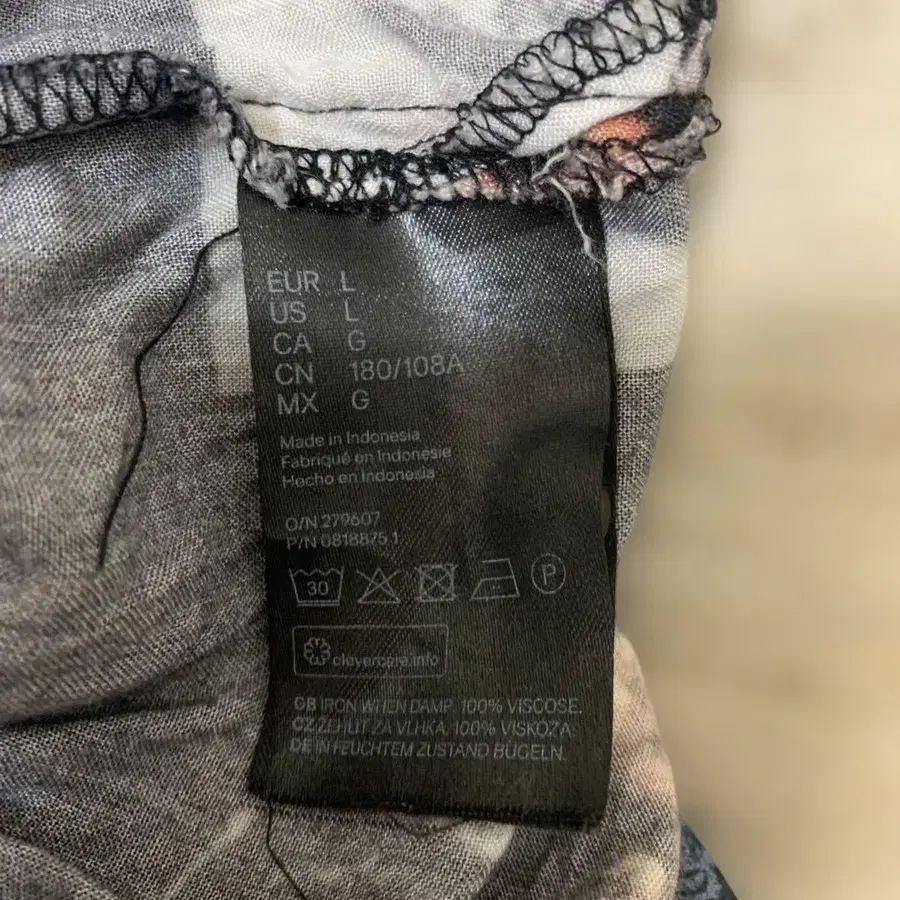 EUR L
US L
CA G
CN 180/108A
MX G
Made in Indonesia
Fabriqué en Indonesie
Hecho en Indonesia
O/N 279607
P/N 0818875.1
30
P
clevercare.info
GB IRON WHEN DAMP. 100% VISCOSE.
CZ ŽEHLIT ZA VLHKA. 100% VISKÓZA.
DE IN FEUCHTEM ZUSTAND BÜGELN.